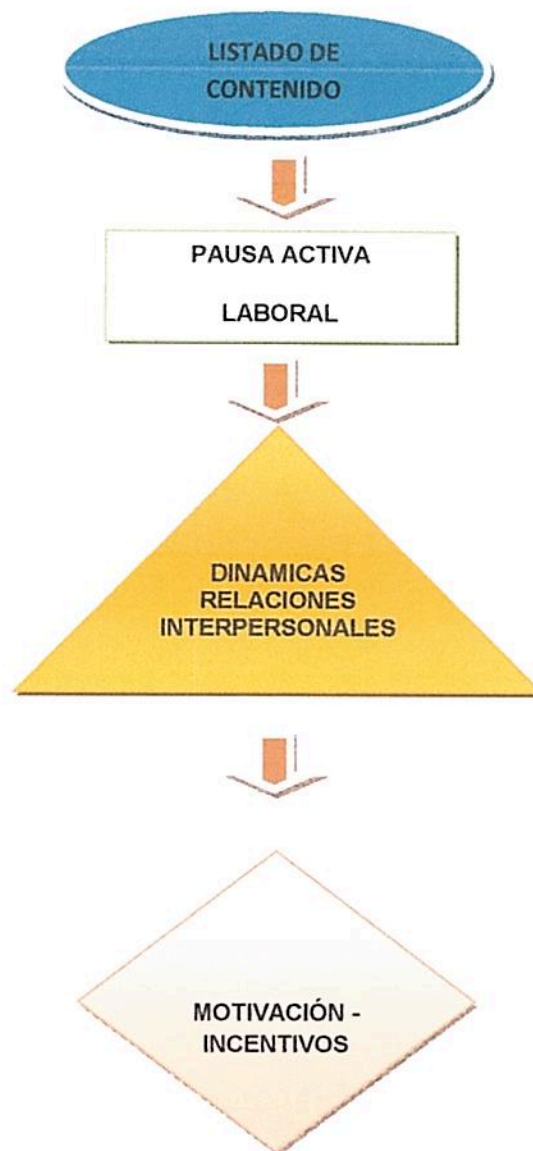 LISTADO DE
CONTENIDO
PAUSA ACTIVA
LABORAL
DINAMICAS
RELACIONES
INTERPERSONALES
MOTIVACIÓN -
INCENTIVOS